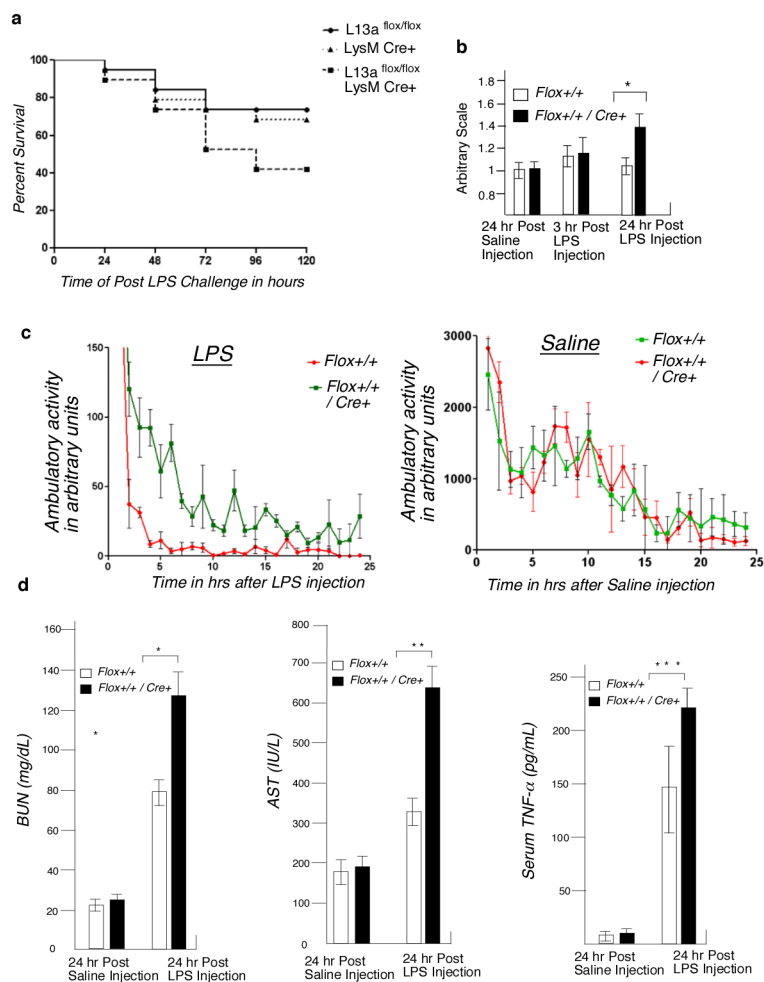 a
L13a flox/flox
LysM Cre+
L13a flox/flox
LysM Cre+
Percent Survival
100
80
60
40
20
0
0 24 48 72 96 120
Time of Post LPS Challenge in hours
b
Arbitrary Scale
1.8
1.6
1.4
1.2
1
0.8
Flox+/+
Flox+/+ / Cre+
*
24 hr Post
Saline
Injection
3 hr Post
LPS
Injection
24 hr Post
LPS Injection
c
LPS
Ambulatory activity
in arbitrary units
150
100
50
0
0 5 10 15 20 25
Flox+/+
Flox+/+
/ Cre+
Time in hrs after LPS injection
Saline
Ambulatory activity
in arbitrary units
3000
2000
1000
0
0 5 10 15 20 25
Flox+/+
Flox+/+
/ Cre+
Time in hrs after Saline injection
d
BUN (mg/dL)
160
140
120
100
80
60
40
20
0
*
Flox+/+
Flox+/+ / Cre+
*
24 hr Post
Saline Injection
24 hr Post
LPS Injection
AST (IU/L)
800
700
600
500
400
300
200
100
0
* *
Flox+/+
Flox+/+ / Cre+
24 hr Post
Saline Injection
24 hr Post
LPS Injection
Serum TNF-α (pg/mL)
250
200
150
100
50
* * *
Flox+/+
Flox+/+ / Cre+
24 hr Post
Saline Injection
24 hr Post
LPS Injection